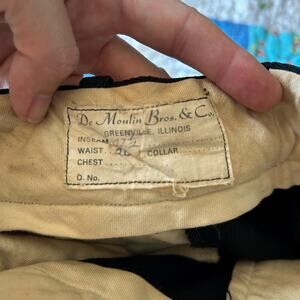 De Moulin Bros. & Co.
GREENVILLE, ILLINOIS
INSEAM
WAIST COLLAR
CHEST
O. No.